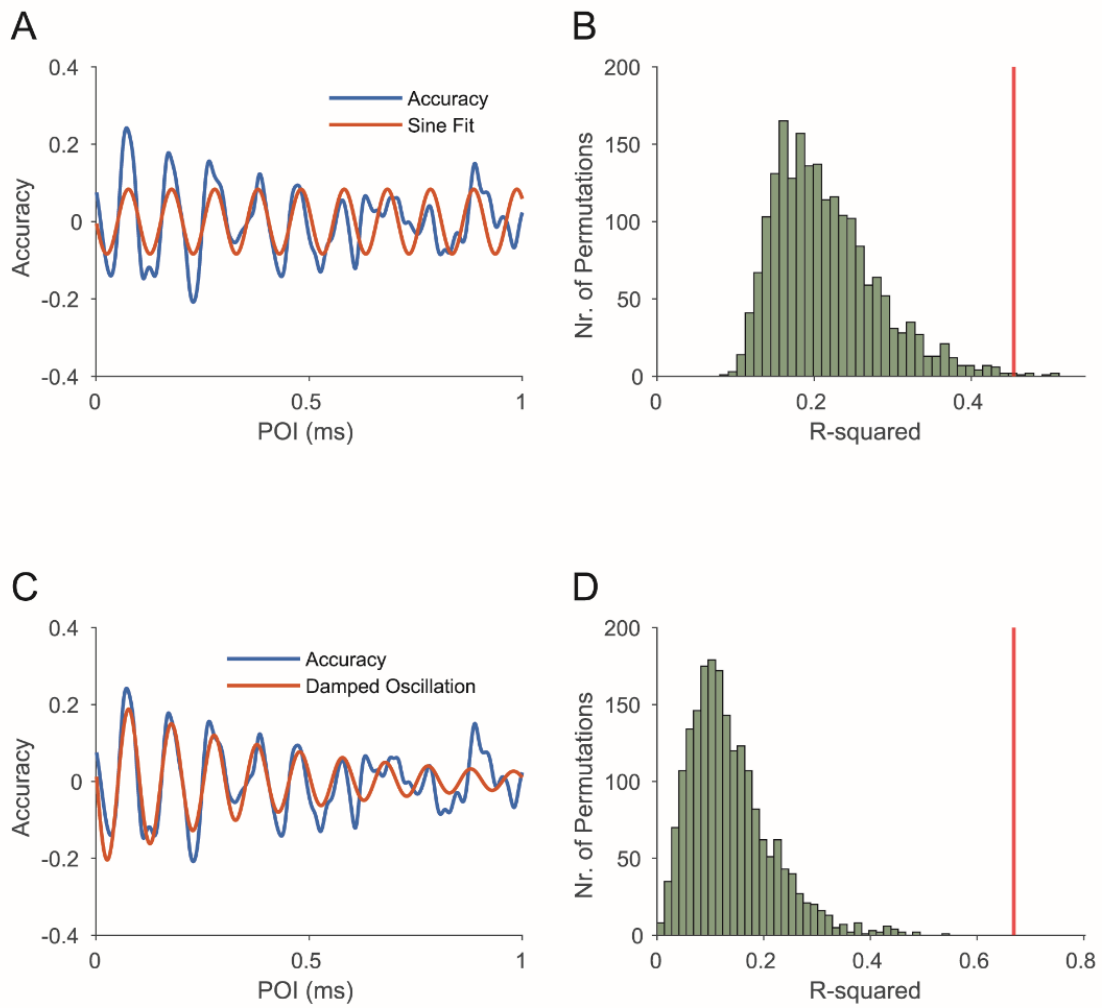 A
0.4
0.2
0
-0.2
-0.4
Accuracy
Accuracy
Sine Fit
0
0.5
1
POI (ms)
B
200
150
100
50
0
Nr. of Permutations
0
0.2
0.4
R-squared
C
0.4
0.2
0
-0.2
-0.4
Accuracy
Accuracy
Damped Oscillation
0
0.5
1
POI (ms)
D
200
150
100
50
0
Nr. of Permutations
0
0.2
0.4
0.6
0.8
R-squared